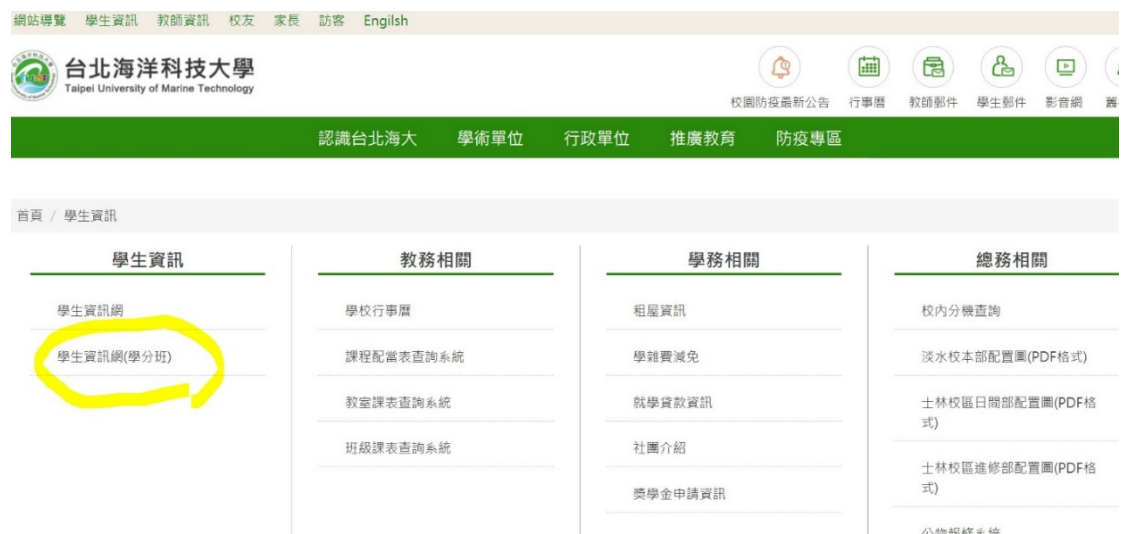 網站導覽 學生資訊 教師資訊 校友 家長 訪客 Engilsh
台北海洋科技大學
Taipei University of Marine Technology
校園防疫最新公告 行事曆 教師郵件 學生郵件 影音網 舊
認識台北海大 學術單位 行政單位 推廣教育 防疫專區
首頁 / 學生資訊
學生資訊
學生資訊網
學生資訊網(學分班)
教務相關
學校行事曆
課程配當表查詢系統
教室課表查詢系統
班級課表查詢系統
學務相關
租屋資訊
學雜費減免
就學貸款資訊
社團介紹
獎學金申請資訊
總務相關
校內分機查詢
淡水校本部配置圖(PDF格式)
士林校區日間部配置圖(PDF格
式)
士林校區進修部配置圖(PDF格
式)
公物報修系統